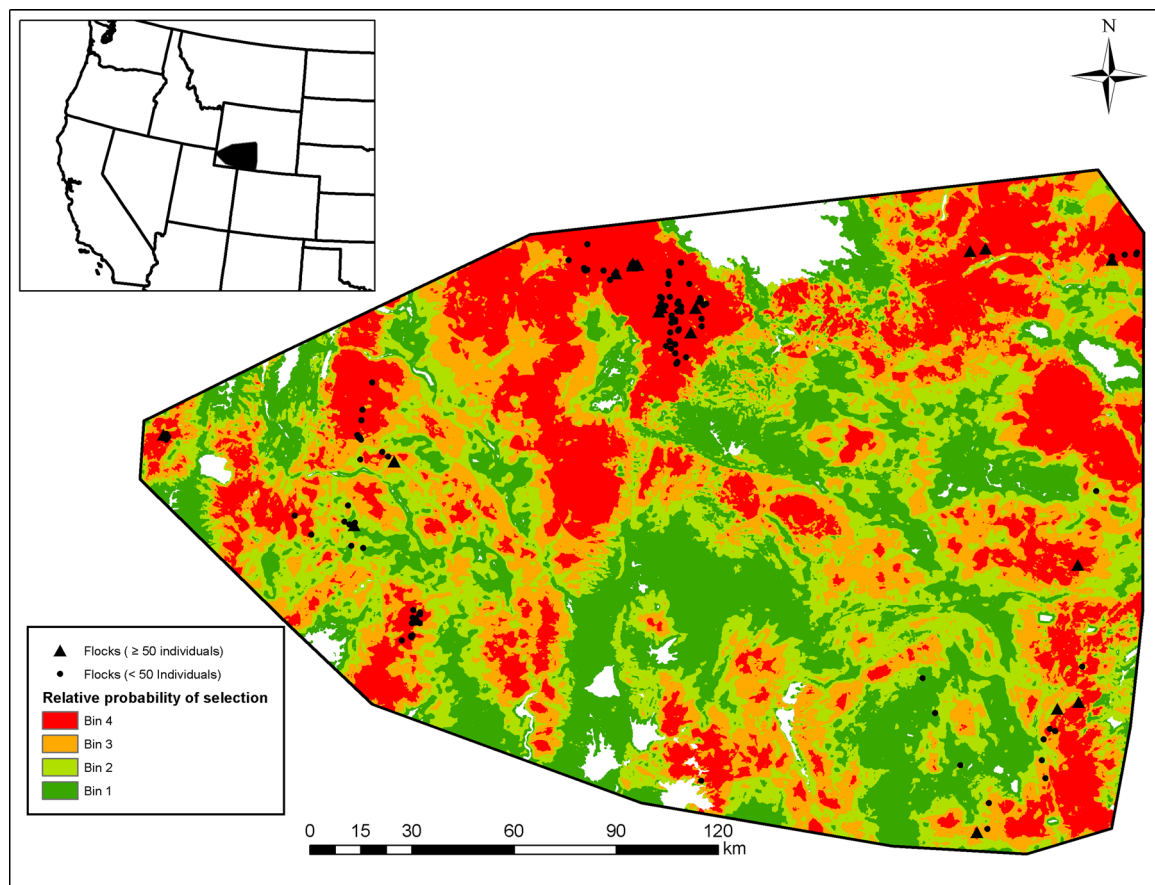 N
Flocks ( ≥ 50 individuals)
Flocks (< 50 Individuals)
Relative probability of selection
Bin 4
Bin 3
Bin 2
Bin 1
0 15 30 60 90 120
km